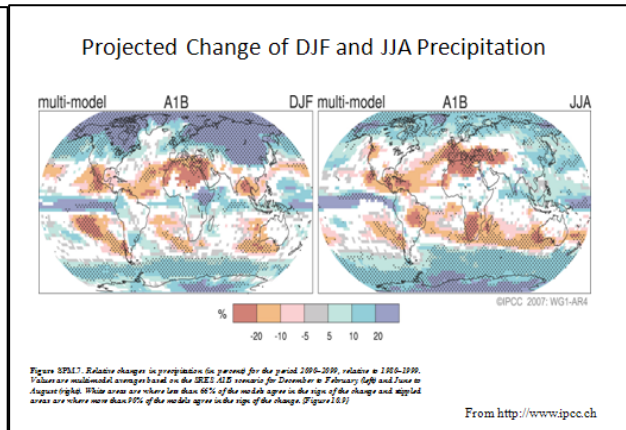 Projected Change of DJF and JJA Precipitation
multi-model A1B DJF multi-model A1B JJA
©IPCC 2007: WG1-AR4
%
-20 -10 -5 5 10 20
Figure SPM.7. Relative changes in precipitation (in percent) for the period 2090–2099, relative to 1980–1999.
Values are multimodel averages based on the SRES A1B scenario for December to February (left) and June to
August (right). White areas are where less than 66% of the models agree in the sign of the change and stippled
areas are where more than 90% of the models agree in the sign of the change. {Figure 10.9}
From http://www.ipcc.ch